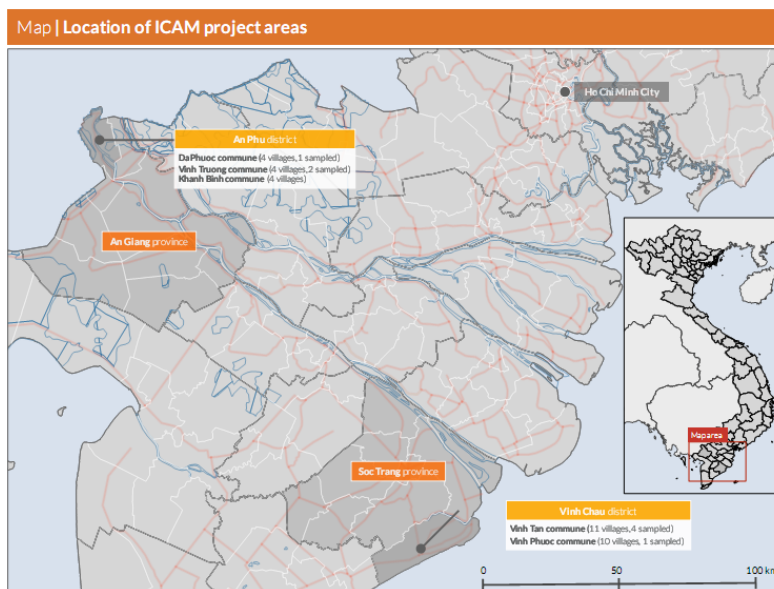 Map | Location of ICAM project areas
Ho Chi Minh City
An Phu district
Da Phuoc commune (4 villages, 1 sampled)
Vinh Truong commune (4 villages, 2 sampled)
Khanh Binh commune (4 villages)
An Giang province
Map area
Soc Trang province
Vinh Chau district
Vinh Tan commune (11 villages, 4 sampled)
Vinh Phuoc commune (10 villages, 1 sampled)
0 50 100 km